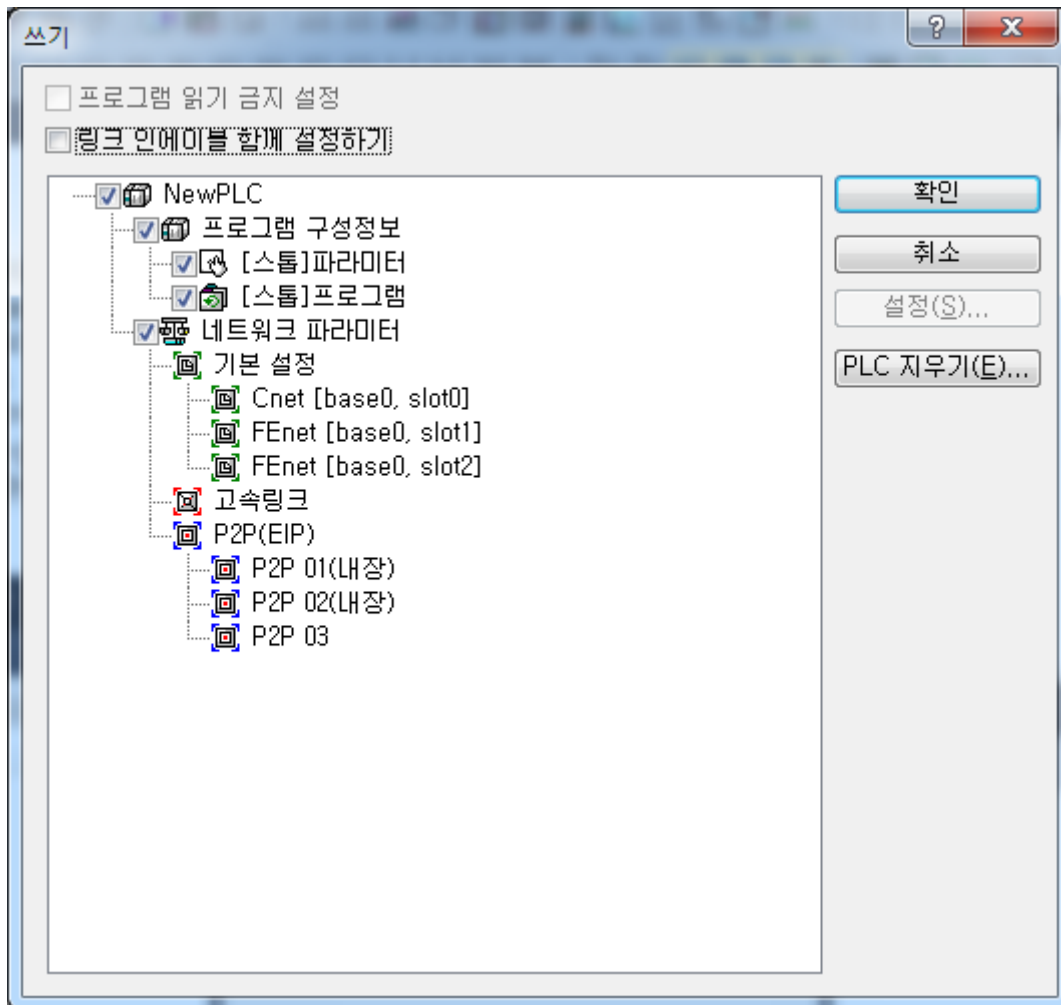 쓰기
프로그램 읽기 금지 설정
링크 인에이블 함께 설정하기
NewPLC
프로그램 구성정보
[스톱]파라미터
[스톱]프로그램
네트워크 파라미터
기본 설정
Cnet [base0, slot0]
FEnet [base0, slot1]
FEnet [base0, slot2]
고속링크
P2P(EIP)
P2P 01(내장)
P2P 02(내장)
P2P 03
확인
취소
설정(S)...
PLC 지우기(E)...